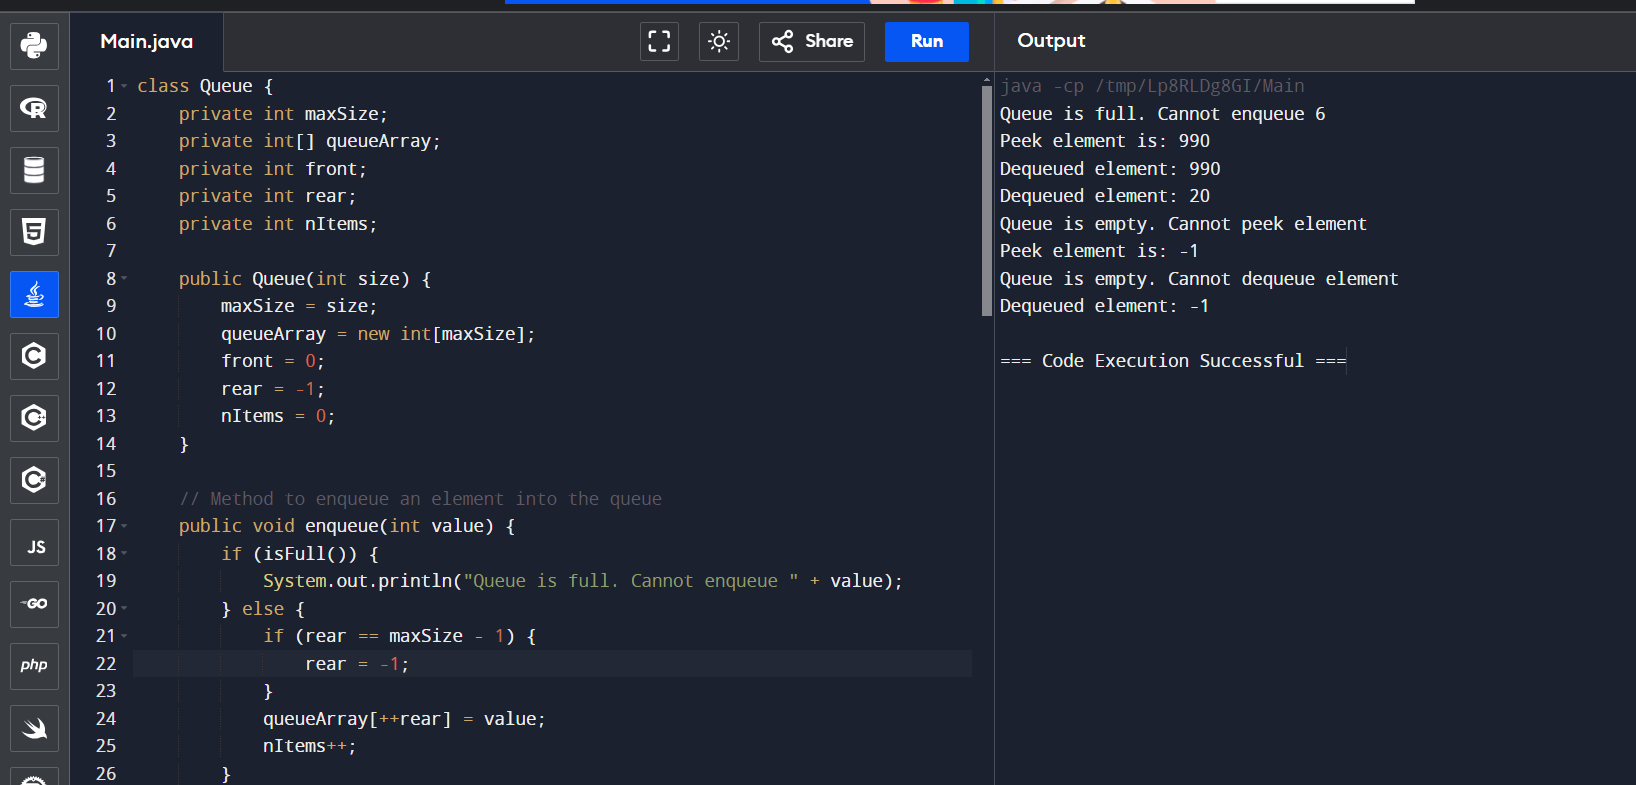 Main.java
Share
Run
Output
1 class Queue {
2     private int maxSize;
3     private int[] queueArray;
4     private int front;
5     private int rear;
6     private int nItems;
7
8     public Queue(int size) {
9         maxSize = size;
10         queueArray = new int[maxSize];
11         front = 0;
12         rear = -1;
13         nItems = 0;
14     }
15
16     // Method to enqueue an element into the queue
17     public void enqueue(int value) {
18         if (isFull()) {
19             System.out.println("Queue is full. Cannot enqueue " + value);
20         } else {
21             if (rear == maxSize - 1) {
22                 rear = -1;
23             }
24             queueArray[++rear] = value;
25             nItems++;
26         }
java -cp /tmp/Lp8RLDg8GI/Main
Queue is full. Cannot enqueue 6
Peek element is: 990
Dequeued element: 990
Dequeued element: 20
Queue is empty. Cannot peek element
Peek element is: -1
Queue is empty. Cannot dequeue element
Dequeued element: -1
=== Code Execution Successful ===
R
5
C
C++
C#
JS
GO
php